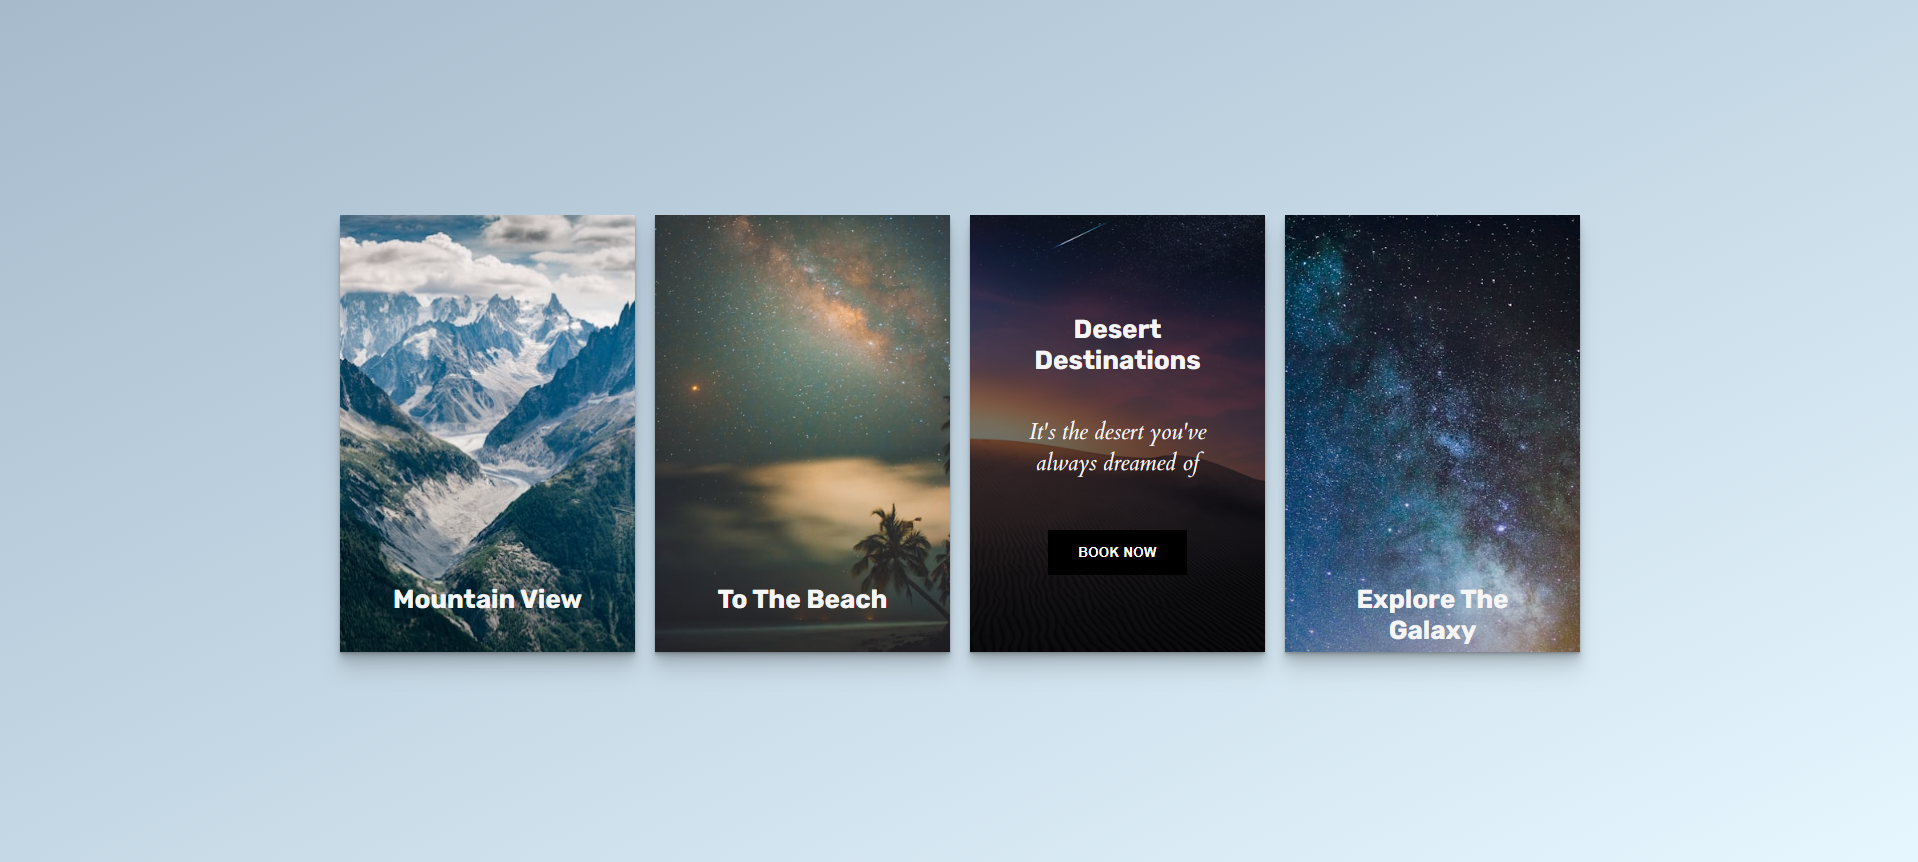 Mountain View
To The Beach
Desert
Destinations
It's the desert you've
always dreamed of
BOOK NOW
Explore The
Galaxy